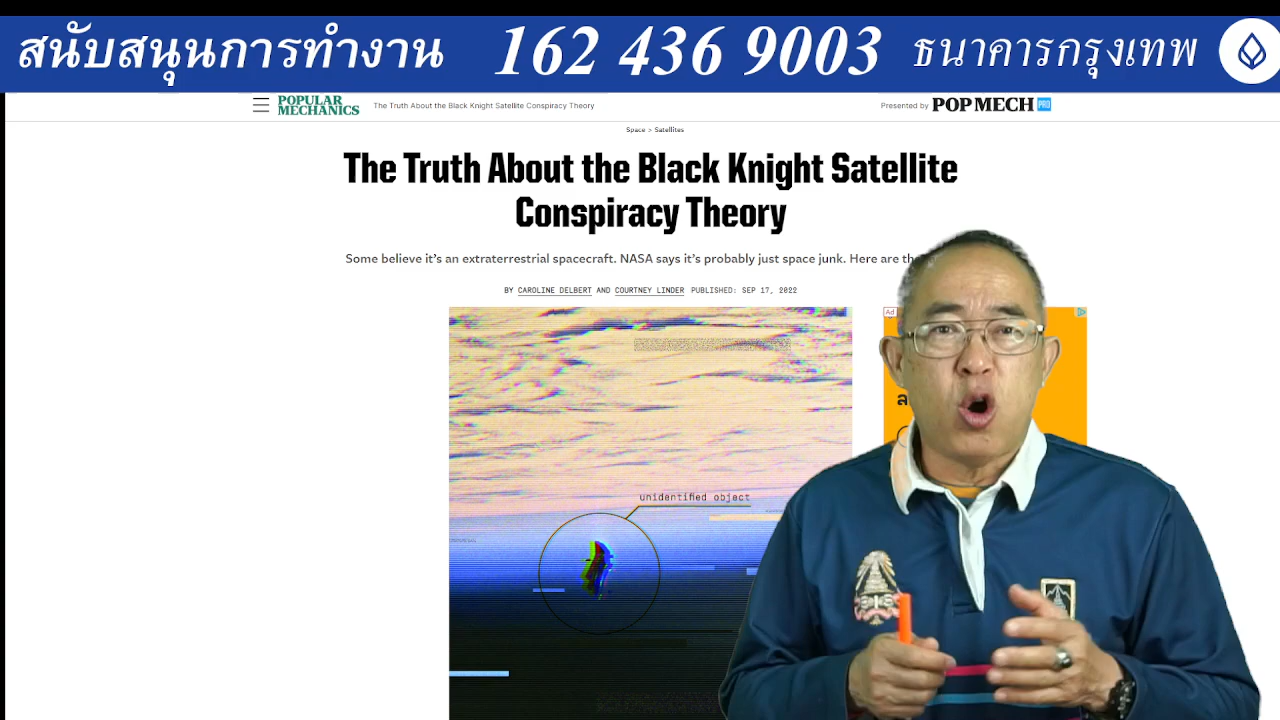 สนับสนุนการทำงาน 162 436 9003 ธนาคารกรุงเทพ
POPULAR
MECHANICS
The Truth About the Black Knight Satellite Conspiracy Theory
Presented by POP MECH PRO
Space > Satellites
The Truth About the Black Knight Satellite
Conspiracy Theory
Some believe it's an extraterrestrial spacecraft. NASA says it's probably just space junk. Here are the
BY CAROLINE DELBERT AND COURTNEY LINDER PUBLISHED: SEP 17, 2022
Ad
unidentified object